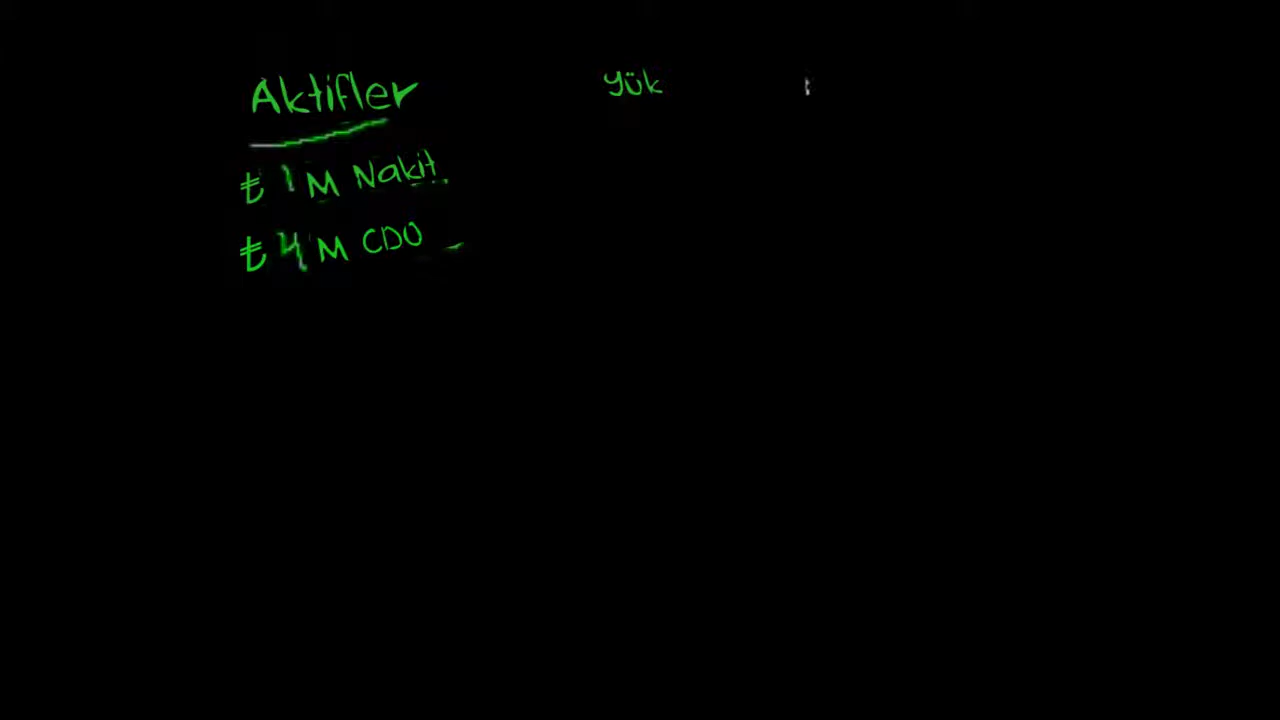 Aktifler yük
₺ 1 M Nakit
₺ 4 M CDO